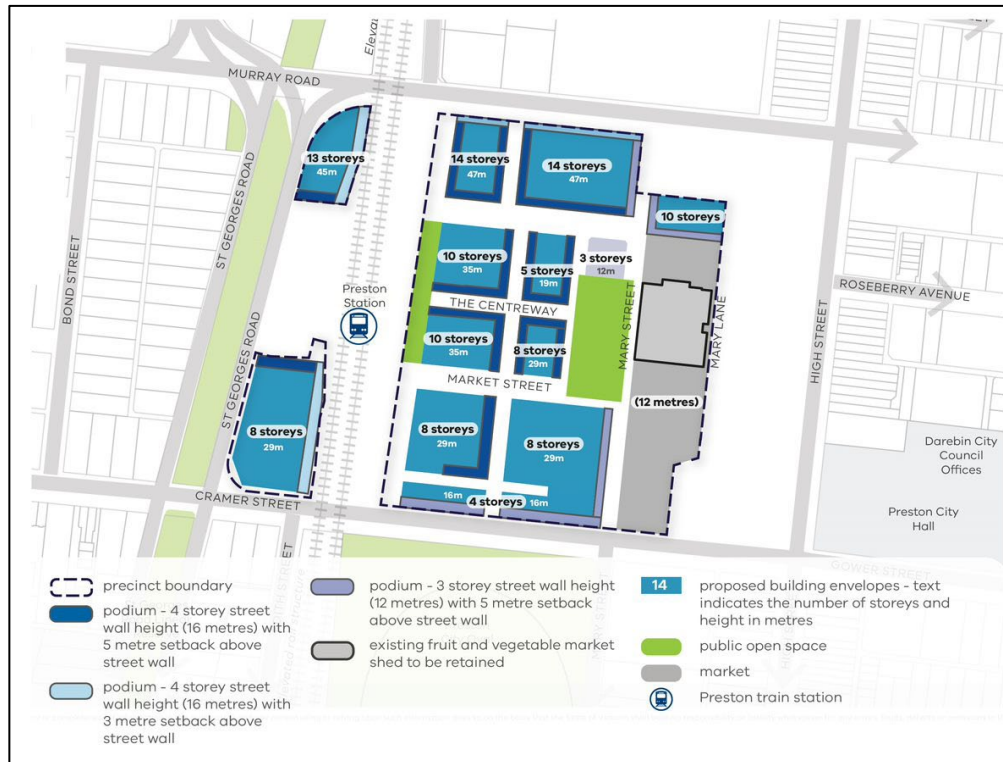 Elevat
MURRAY ROAD
13 storeys
45m
14 storeys
47m
14 storeys
47m
10 storeys
ST GEORGES ROAD
BOND STREET
10 storeys
35m
5 storeys
19m
3 storeys
12m
Preston
Station
THE CENTREWAY
MARY STREET
MARY LANE
ROSEBERRY AVENUE
HIGH STREET
10 storeys
35m
8 storeys
29m
MARKET STREET
ST GEORGES ROAD
(12 metres)
8 storeys
29m
8 storeys
29m
8 storeys
29m
Darebin City
Council
Offices
16m
4 storeys
16m
CRAMER STREET
Preston City
Hall
GOWER STREET
precinct boundary
podium - 4 storey street
wall height (16 metres) with
5 metre setback above
street wall
podium - 4 storey street
wall height (16 metres) with
3 metre setback above
street wall
podium - 3 storey street wall height
(12 metres) with 5 metre setback
above street wall
existing fruit and vegetable market
shed to be retained
14 proposed building envelopes - text
indicates the number of storeys and
height in metres
public open space
market
Preston train station